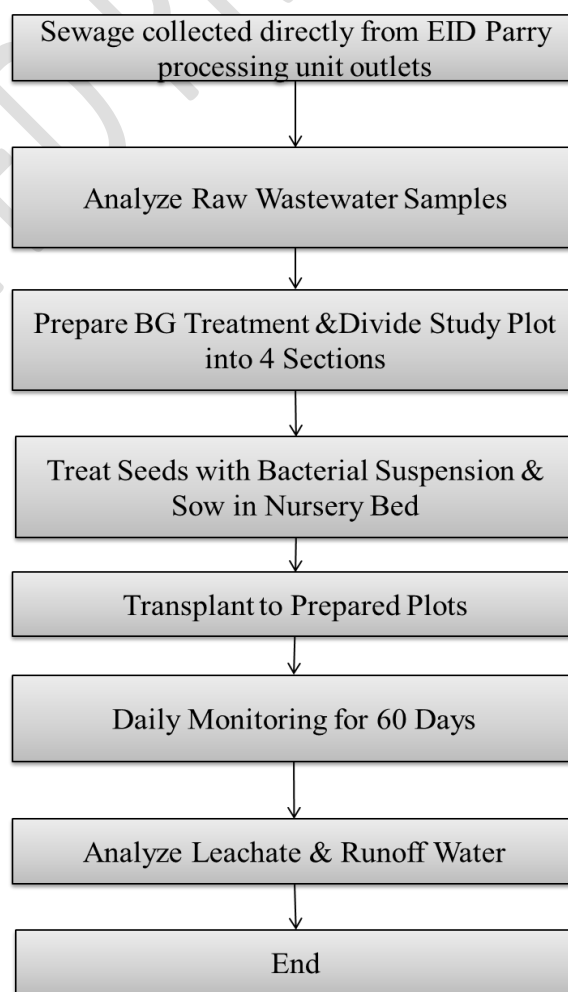 Sewage collected directly from EID Parry
processing unit outlets
Analyze Raw Wastewater Samples
Prepare BG Treatment &Divide Study Plot
into 4 Sections
Treat Seeds with Bacterial Suspension &
Sow in Nursery Bed
Transplant to Prepared Plots
Daily Monitoring for 60 Days
Analyze Leachate & Runoff Water
End